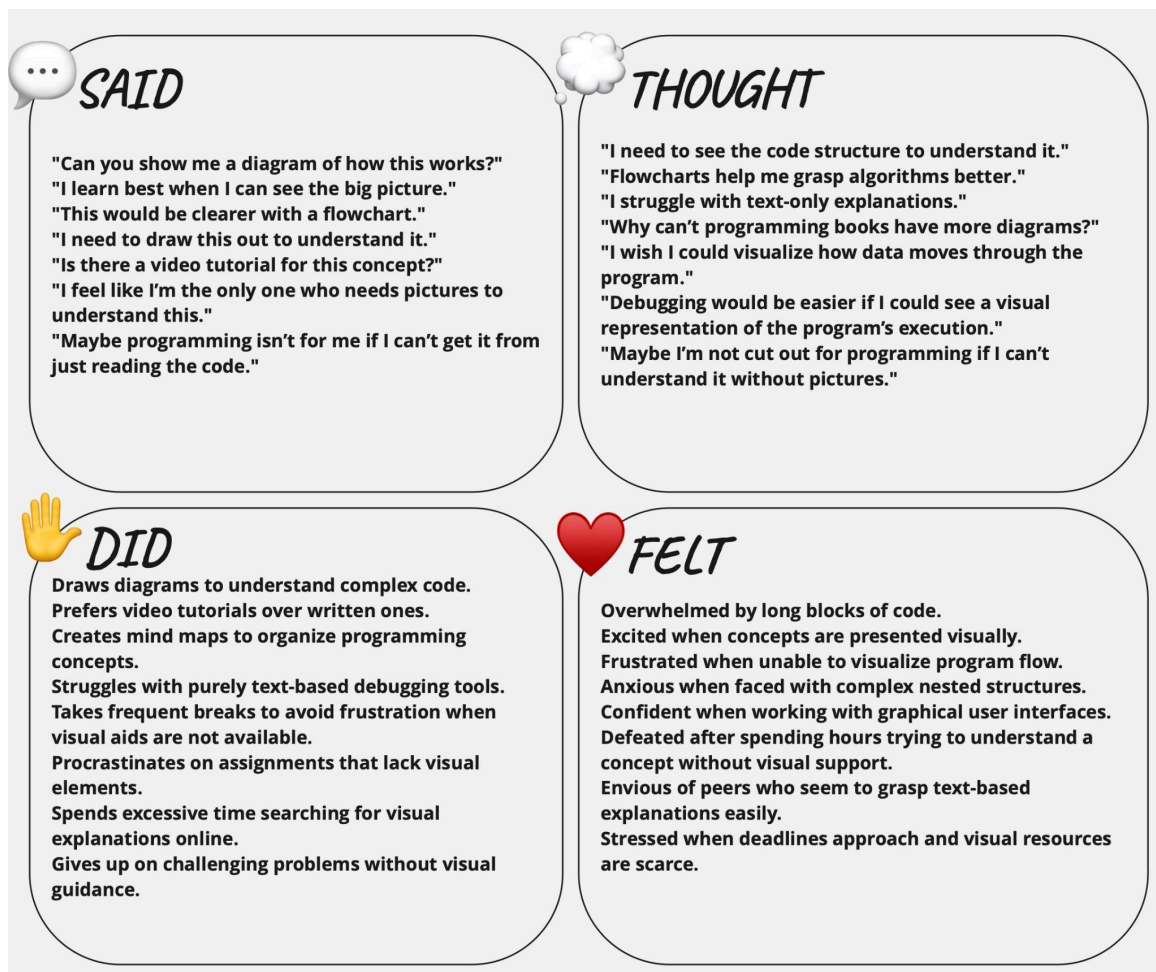 SAID
"Can you show me a diagram of how this works?"
"I learn best when I can see the big picture."
"This would be clearer with a flowchart."
"I need to draw this out to understand it."
"Is there a video tutorial for this concept?"
"I feel like I’m the only one who needs pictures to
understand this."
"Maybe programming isn’t for me if I can’t get it from
just reading the code."
THOUGHT
"I need to see the code structure to understand it."
"Flowcharts help me grasp algorithms better."
"I struggle with text-only explanations."
"Why can’t programming books have more diagrams?"
"I wish I could visualize how data moves through the
program."
"Debugging would be easier if I could see a visual
representation of the program’s execution."
"Maybe I’m not cut out for programming if I can’t
understand it without pictures."
DID
Draws diagrams to understand complex code.
Prefers video tutorials over written ones.
Creates mind maps to organize programming
concepts.
Struggles with purely text-based debugging tools.
Takes frequent breaks to avoid frustration when
visual aids are not available.
Procrastinates on assignments that lack visual
elements.
Spends excessive time searching for visual
explanations online.
Gives up on challenging problems without visual
guidance.
FELT
Overwhelmed by long blocks of code.
Excited when concepts are presented visually.
Frustrated when unable to visualize program flow.
Anxious when faced with complex nested structures.
Confident when working with graphical user interfaces.
Defeated after spending hours trying to understand a
concept without visual support.
Envious of peers who seem to grasp text-based
explanations easily.
Stressed when deadlines approach and visual resources
are scarce.